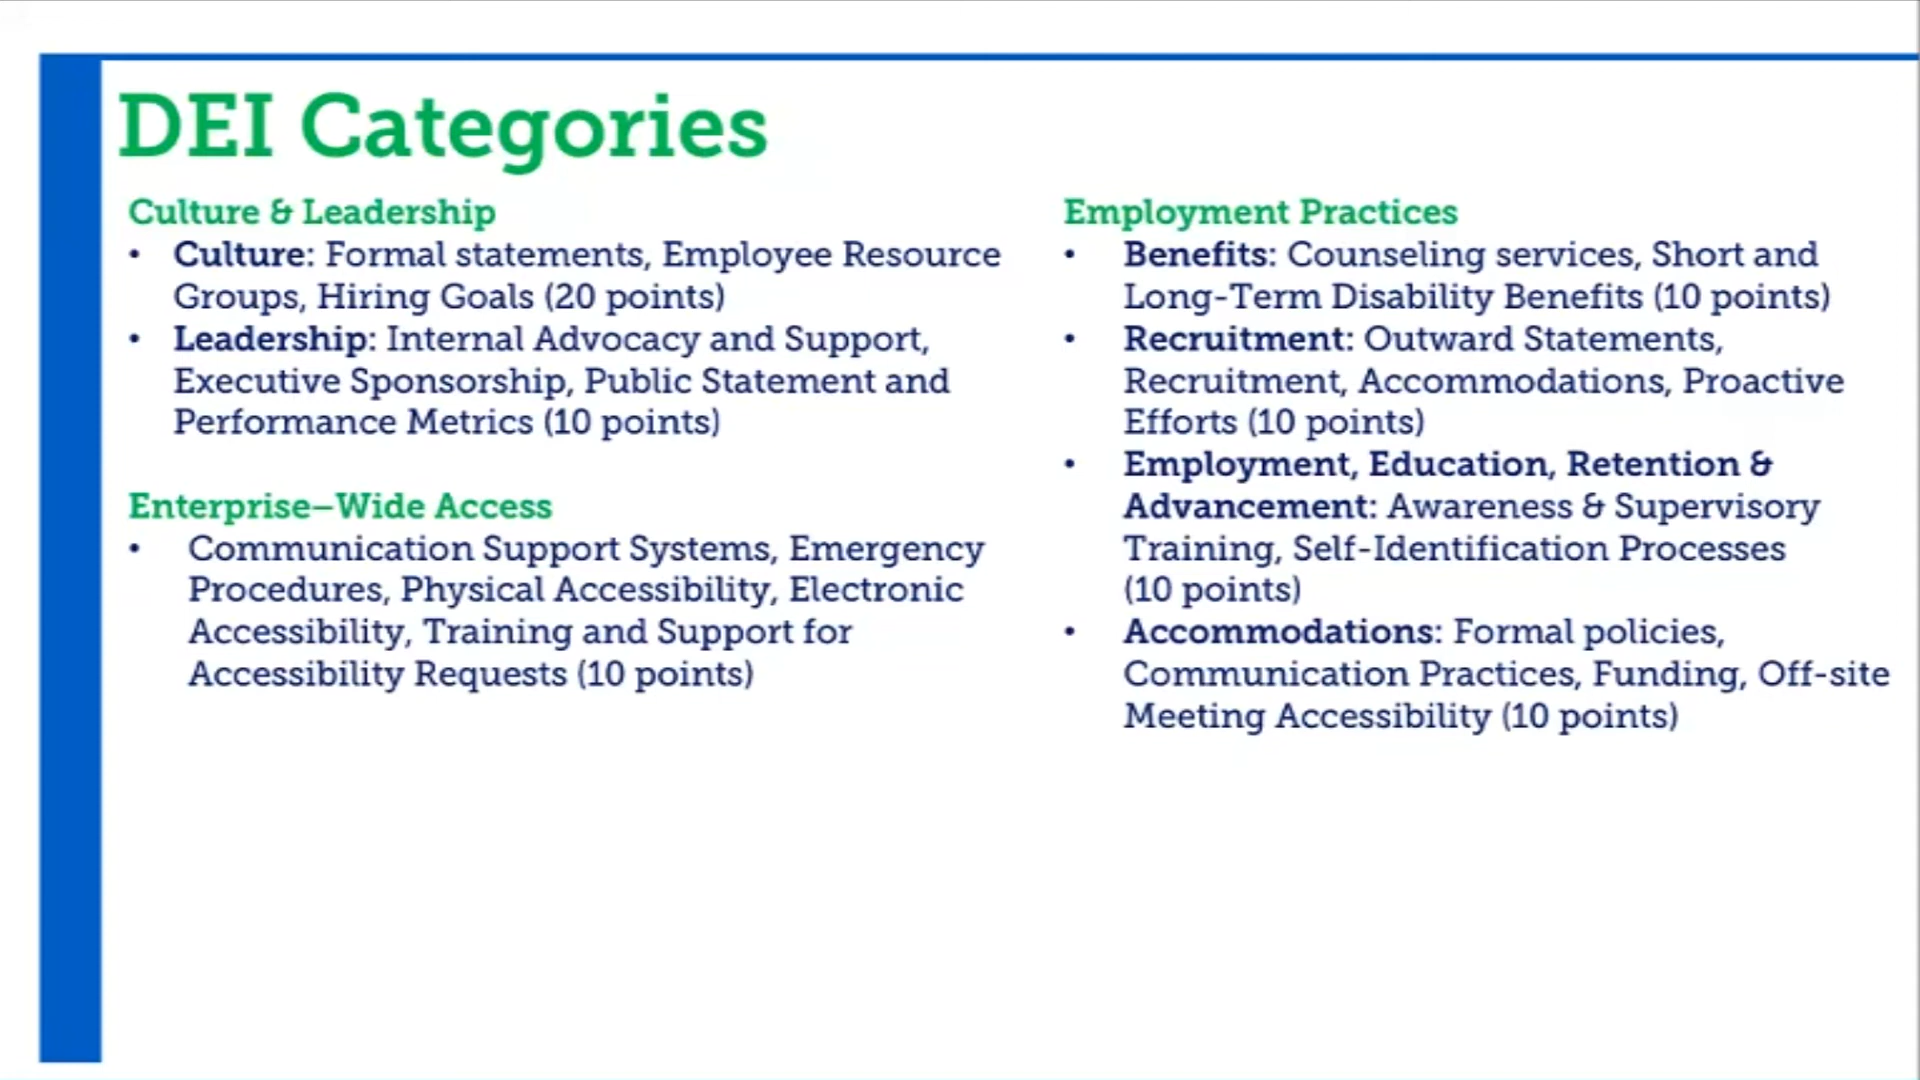 DEI Categories
Culture & Leadership
• Culture: Formal statements, Employee Resource
Groups, Hiring Goals (20 points)
• Leadership: Internal Advocacy and Support,
Executive Sponsorship, Public Statement and
Performance Metrics (10 points)
Enterprise–Wide Access
• Communication Support Systems, Emergency
Procedures, Physical Accessibility, Electronic
Accessibility, Training and Support for
Accessibility Requests (10 points)
Employment Practices
• Benefits: Counseling services, Short and
Long-Term Disability Benefits (10 points)
• Recruitment: Outward Statements,
Recruitment, Accommodations, Proactive
Efforts (10 points)
• Employment, Education, Retention &
Advancement: Awareness & Supervisory
Training, Self-Identification Processes
(10 points)
• Accommodations: Formal policies,
Communication Practices, Funding, Off-site
Meeting Accessibility (10 points)